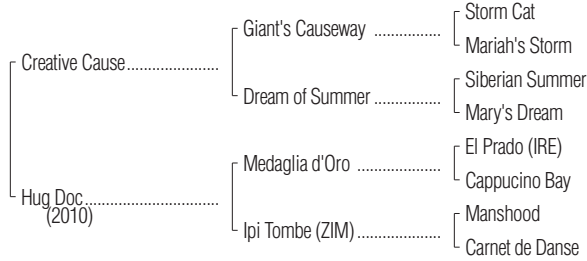 Storm Cat
Giant's Causeway ..................
Mariah's Storm
Creative Cause.......................
Siberian Summer
Dream of Summer .................
Mary's Dream
El Prado (IRE)
Medaglia d'Oro .....................
Cappucino Bay
Hug Doc..................................
(2010)
Manshood
Ipi Tombe (ZIM).....................
Carnet de Danse